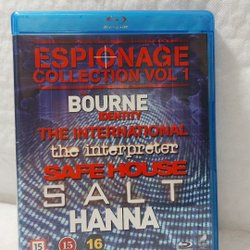 ESPIONAGE
COLLECTION VOL 1
BOURNE
IDENTITY
THE INTERNATIONAL
the interpreter
SAFE HOUSE
SALT
HANNA
15 15 16